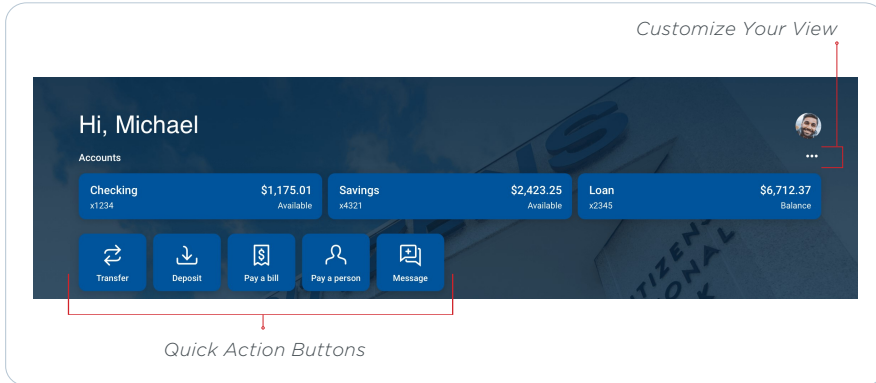 Customize Your View
Hi, Michael
Accounts
Checking $1,175.01
x1234 Available
Savings $2,423.25
x4321 Available
Loan $6,712.37
x2345 Balance
Transfer
Deposit
Pay a bill
Pay a person
Message
Quick Action Buttons